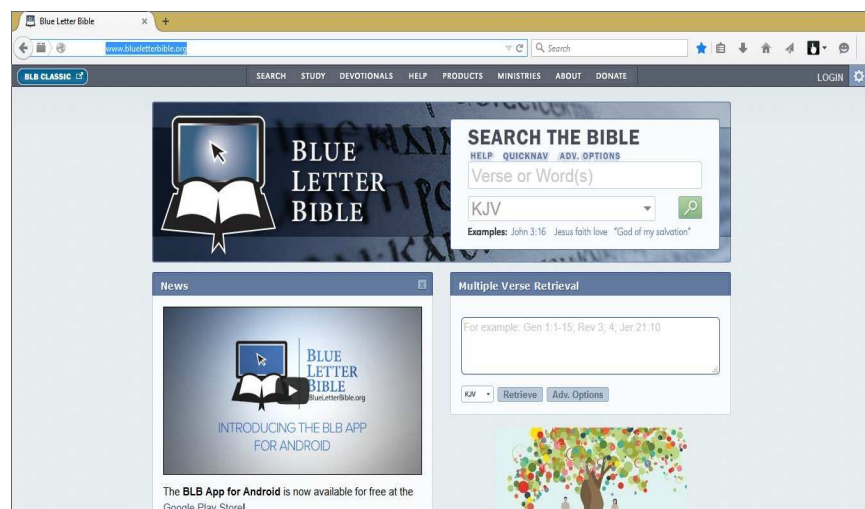 Blue Letter Bible
www.blueletterbible.org
Search
BLB CLASSIC
SEARCH STUDY DEVOTIONALS HELP PRODUCTS MINISTRIES ABOUT DONATE
LOGIN
BLUE
LETTER
BIBLE
SEARCH THE BIBLE
HELP QUICKNAV ADV. OPTIONS
Verse or Word(s)
KJV
Examples: John 3:16 Jesus faith love "God of my salvation"
News
BLUE
LETTER
BIBLE
BlueLetterBible.org
INTRODUCING THE BLB APP
FOR ANDROID
The BLB App for Android is now available for free at the
Google Play Store!
Multiple Verse Retrieval
For example: Gen 1:1-15; Rev 3; 4; Jer 21:10
KJV Retrieve Adv. Options